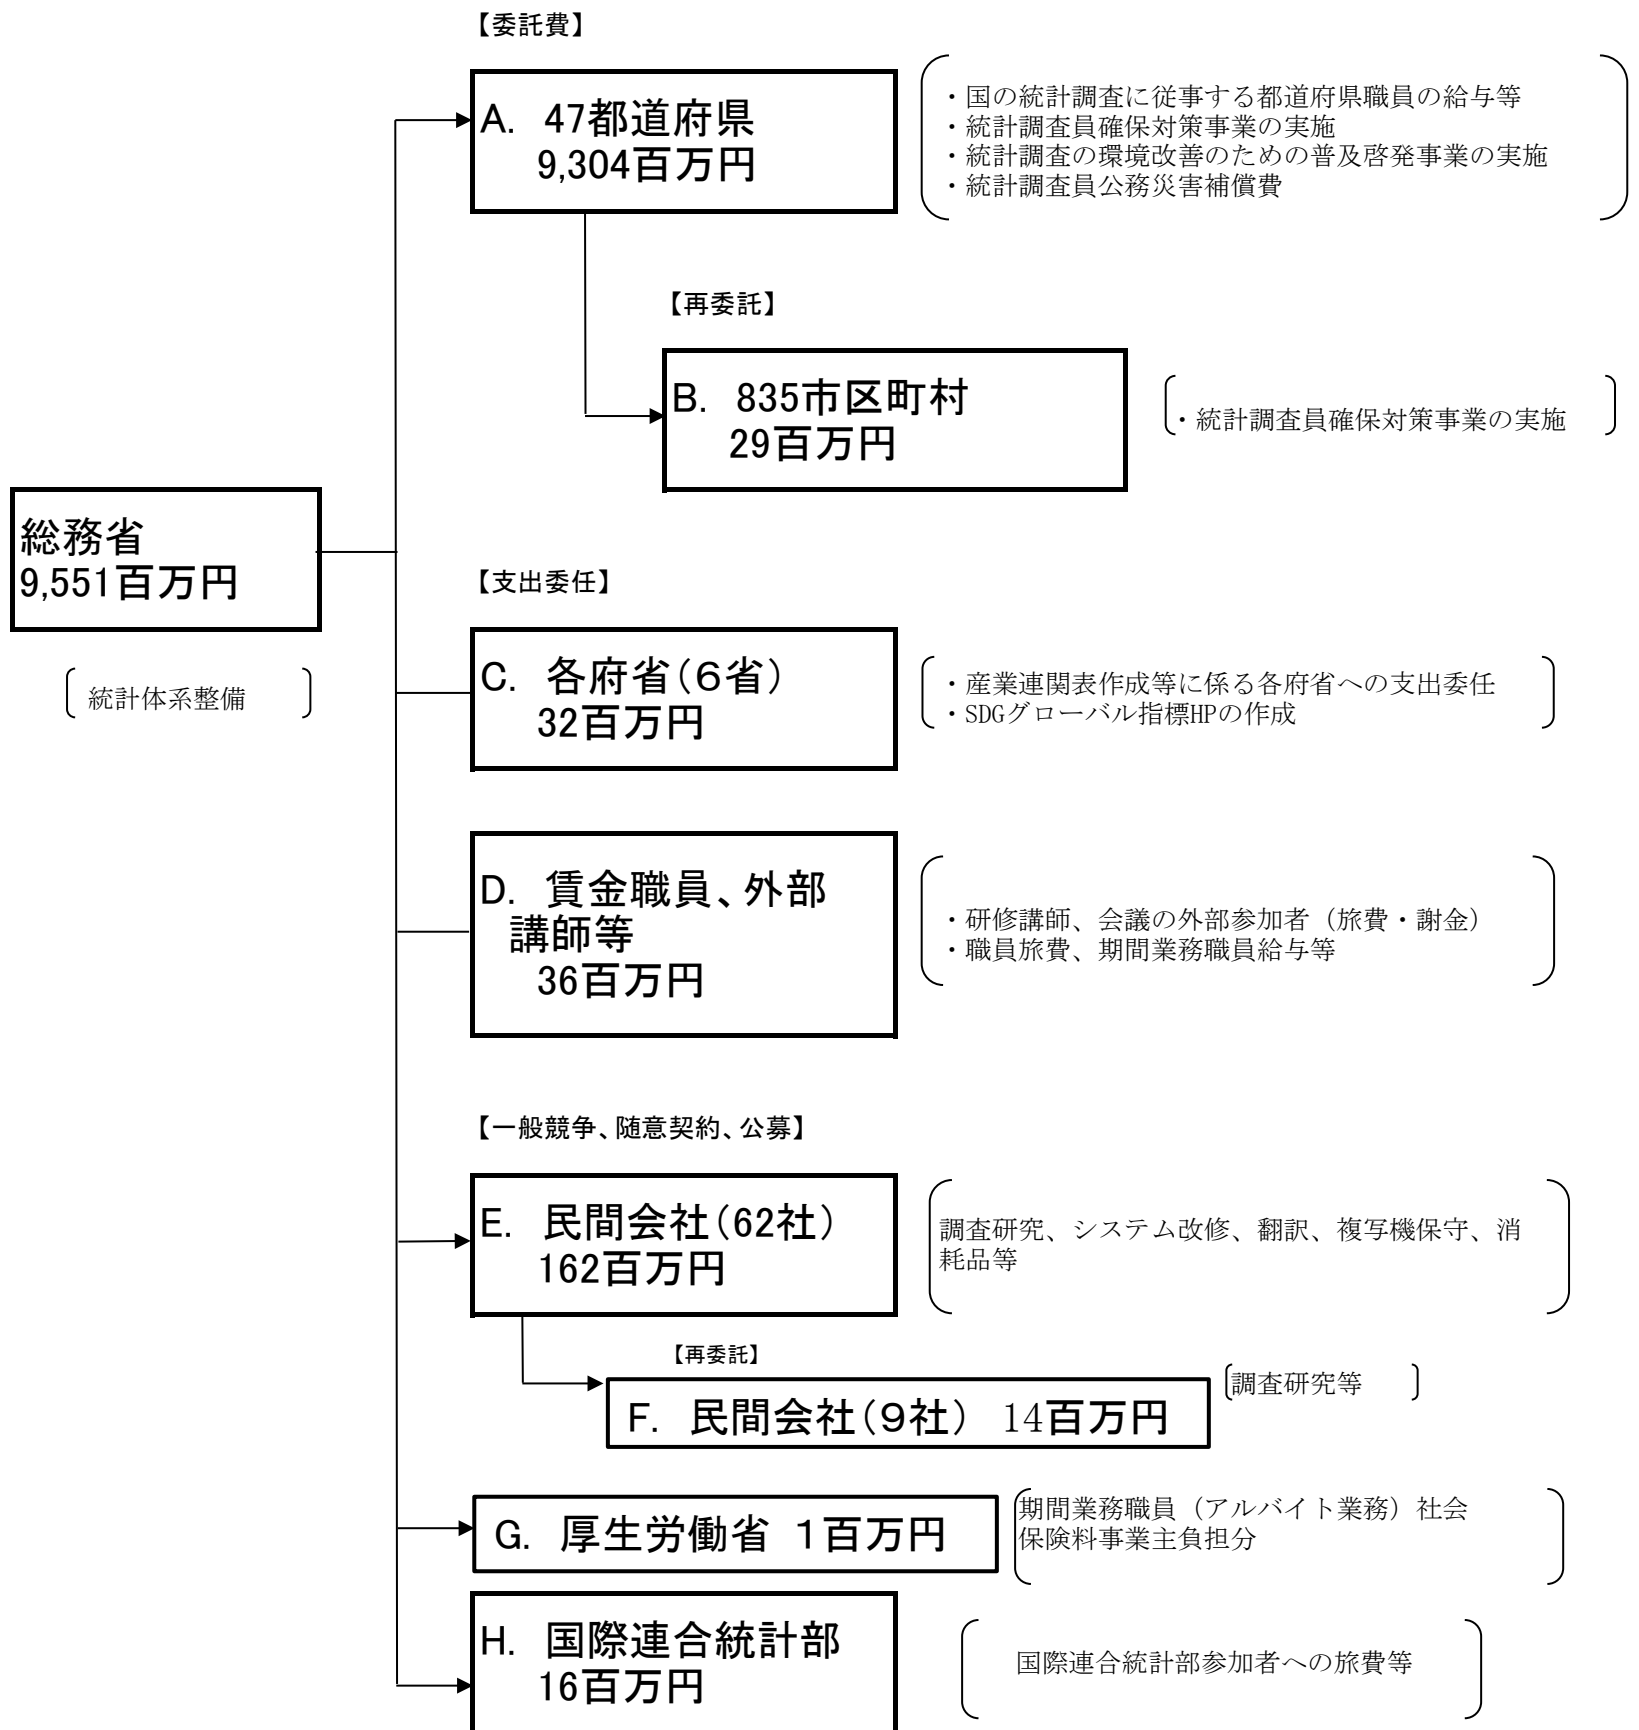 【委託費】
A. 47都道府県
9,304百万円
・国の統計調査に従事する都道府県職員の給与等
・統計調査員確保対策事業の実施
・統計調査の環境改善のための普及啓発事業の実施
・統計調査員公務災害補償費
【再委託】
B. 835市区町村
29百万円
・統計調査員確保対策事業の実施
総務省
9,551百万円
統計体系整備
【支出委任】
C. 各府省(6省)
32百万円
・産業連関表作成等に係る各府省への支出委任
・SDGグローバル指標HPの作成
D. 賃金職員、外部
講師等
36百万円
・研修講師、会議の外部参加者（旅費・謝金）
・職員旅費、期間業務職員給与等
【一般競争、随意契約、公募】
E. 民間会社(62社)
162百万円
調査研究、システム改修、翻訳、複写機保守、消
耗品等
【再委託】
F. 民間会社(9社) 14百万円
調査研究等
G. 厚生労働省 1百万円
期間業務職員（アルバイト業務）社会
保険料事業主負担分
H. 国際連合統計部
16百万円
国際連合統計部参加者への旅費等